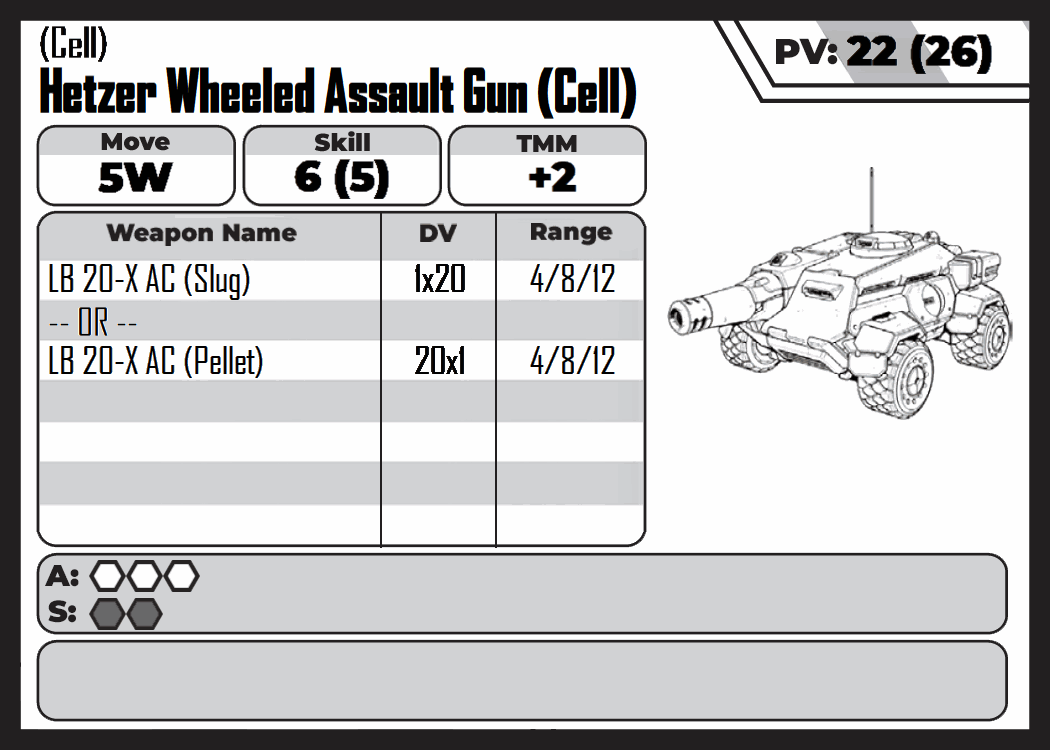 (Cell)
Hetzer Wheeled Assault Gun (Cell)
PV: 22 (26)
Move Skill TMM
5W 6 (5) +2
Weapon Name DV Range
LB 20-X AC (Slug) 1x20 4/8/12
-- OR --
LB 20-X AC (Pellet) 20x1 4/8/12
A:
S: